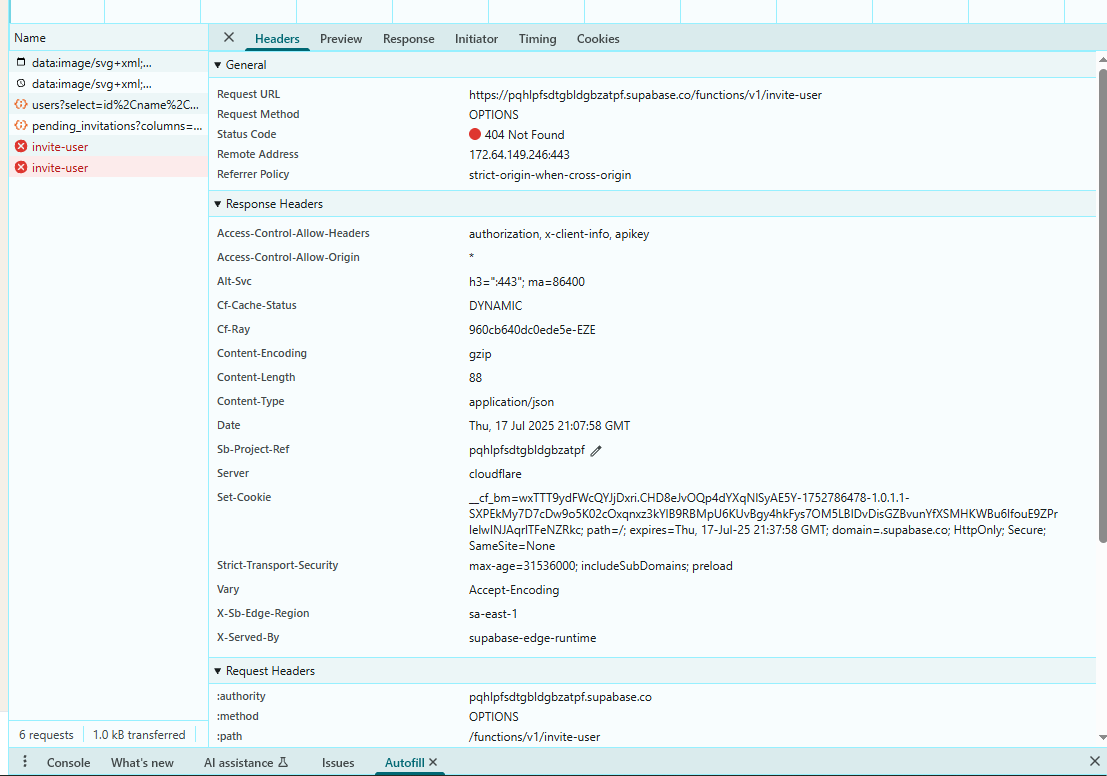 Name
data:image/svg+xml;...
data:image/svg+xml;...
users?select=id%2Cname%2C...
pending_invitations?columns=...
invite-user
invite-user
6 requests
1.0 kB transferred
Headers
Preview
Response
Initiator
Timing
Cookies
General
Request URL https://pqhlpfsdtgbldgbzatpf.supabase.co/functions/v1/invite-user
Request Method OPTIONS
Status Code 404 Not Found
Remote Address 172.64.149.246:443
Referrer Policy strict-origin-when-cross-origin
Response Headers
Access-Control-Allow-Headers authorization, x-client-info, apikey
Access-Control-Allow-Origin *
Alt-Svc h3=":443"; ma=86400
Cf-Cache-Status DYNAMIC
Cf-Ray 960cb640dc0ede5e-EZE
Content-Encoding gzip
Content-Length 88
Content-Type application/json
Date Thu, 17 Jul 2025 21:07:58 GMT
Sb-Project-Ref pqhlpfsdtgbldgbzatpf
Server cloudflare
Set-Cookie __cf_bm=wxTTT9ydFWcQYJjDxri.CHD8eJvOQp4dYXqNISyAE5Y-1752786478-1.0.1.1-
SXPEkMy7D7cDw9o5K02cOxqnxz3kYIB9RBMpU6KUvBgy4hkFys7OM5LBIDvDisGZBvunYfXSMHKWBu6IfouE9ZPr
IelwINJAqrlTFeNZRkc; path=/; expires=Thu, 17-Jul-25 21:37:58 GMT; domain=.supabase.co; HttpOnly; Secure;
SameSite=None
Strict-Transport-Security max-age=31536000; includeSubDomains; preload
Vary Accept-Encoding
X-Sb-Edge-Region sa-east-1
X-Served-By supabase-edge-runtime
Request Headers
:authority pqhlpfsdtgbldgbzatpf.supabase.co
:method OPTIONS
:path /functions/v1/invite-user
Console
What's new
AI assistance
Issues
Autofill